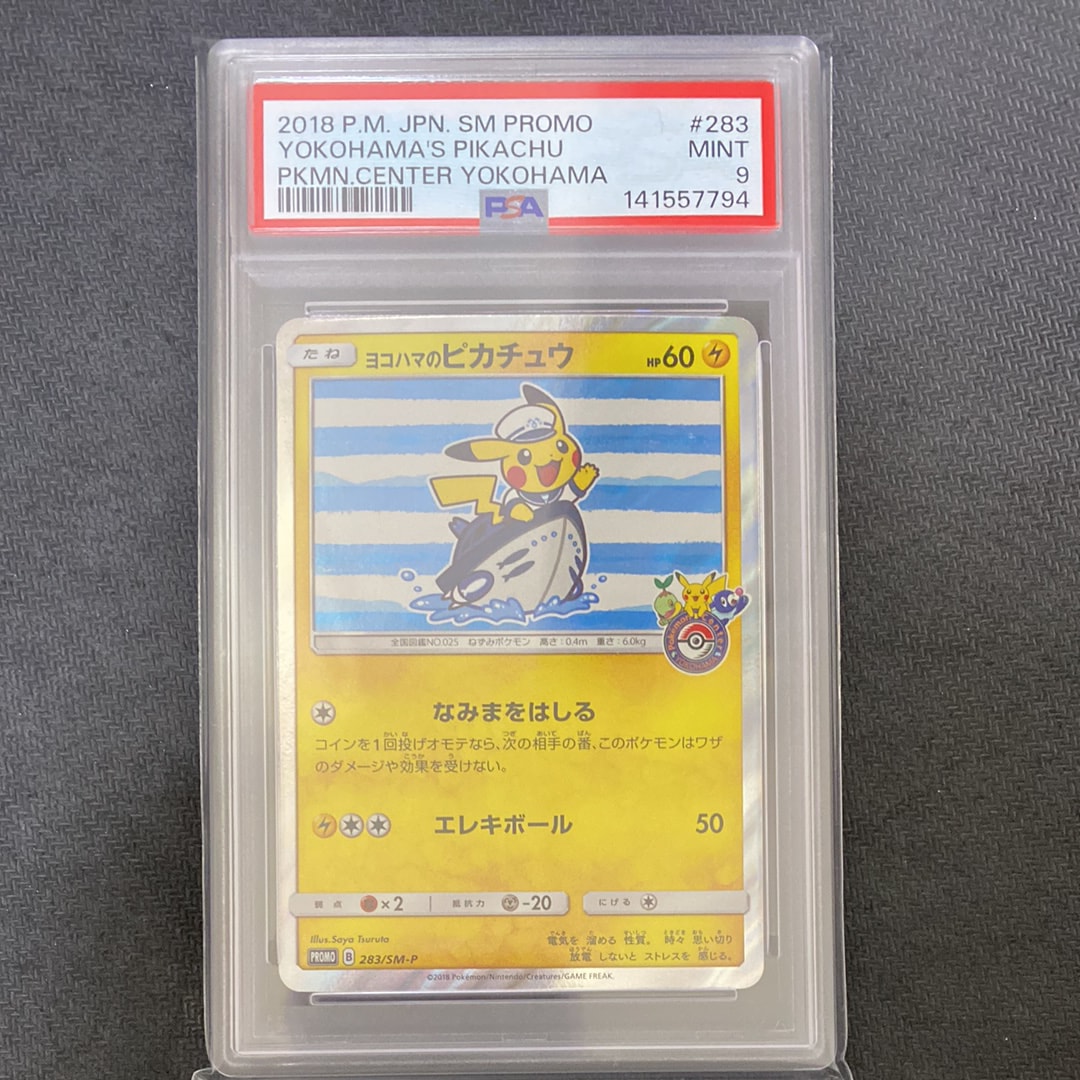 2018 P.M. JPN. SM PROMO #283
YOKOHAMA'S PIKACHU MINT
PKMN.CENTER YOKOHAMA 9
PSA 141557794
たね ヨコハマのピカチュウ HP60
Pokémon Center
YOKOHAMA
全国図鑑NO.025 ねずみポケモン 高さ:0.4m 重さ:6.0kg
なみまをはしる
コインを1回投げオモテなら、次の相手の番、このポケモンはワザ
のダメージや効果を受けない。
エレキボール 50
弱点 ×2 抵抗力 -20 にげる
Illus.Saya Tsuruta
電気を 溜める 性質。 時々 思い切り
放電 しないと ストレスを 感じる。
PROMO B 283/SM-P
©2018 Pokémon/Nintendo/Creatures/GAME FREAK.